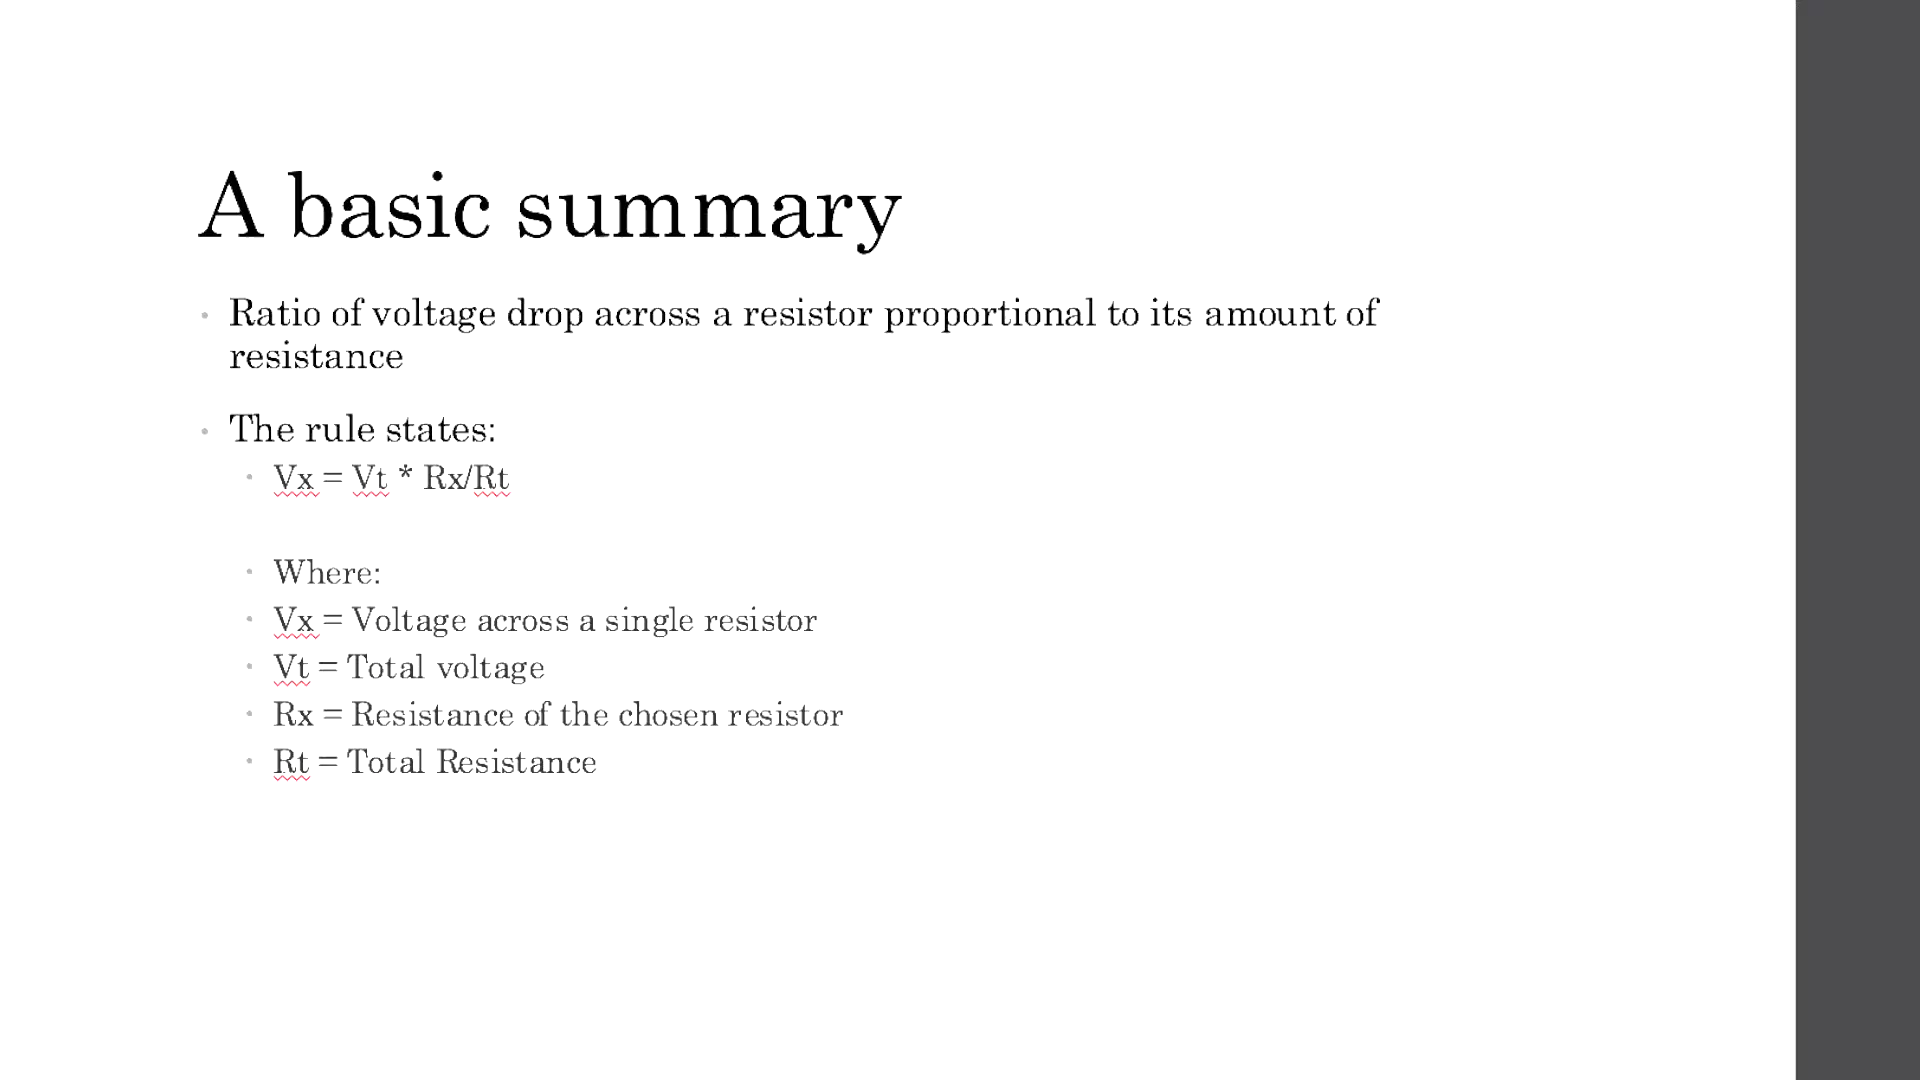 A basic summary
Ratio of voltage drop across a resistor proportional to its amount of
resistance
The rule states:
Vx = Vt * Rx/Rt
Where:
Vx = Voltage across a single resistor
Vt = Total voltage
Rx = Resistance of the chosen resistor
Rt = Total Resistance